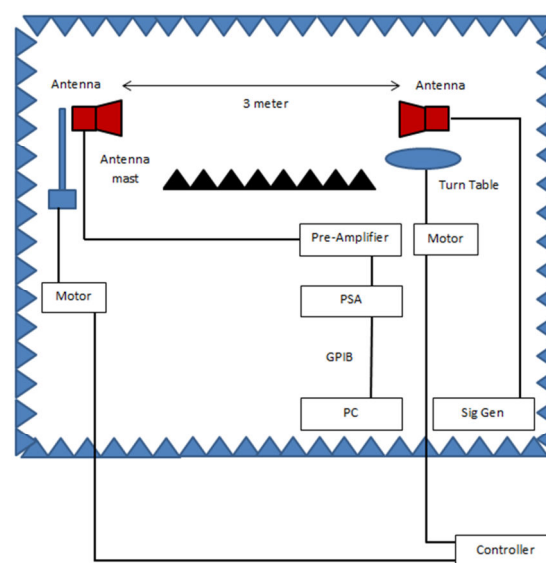 Antenna
Antenna
3 meter
Antenna
mast
Turn Table
Pre-Amplifier
Motor
Motor
PSA
GPIB
PC
Sig Gen
Controller